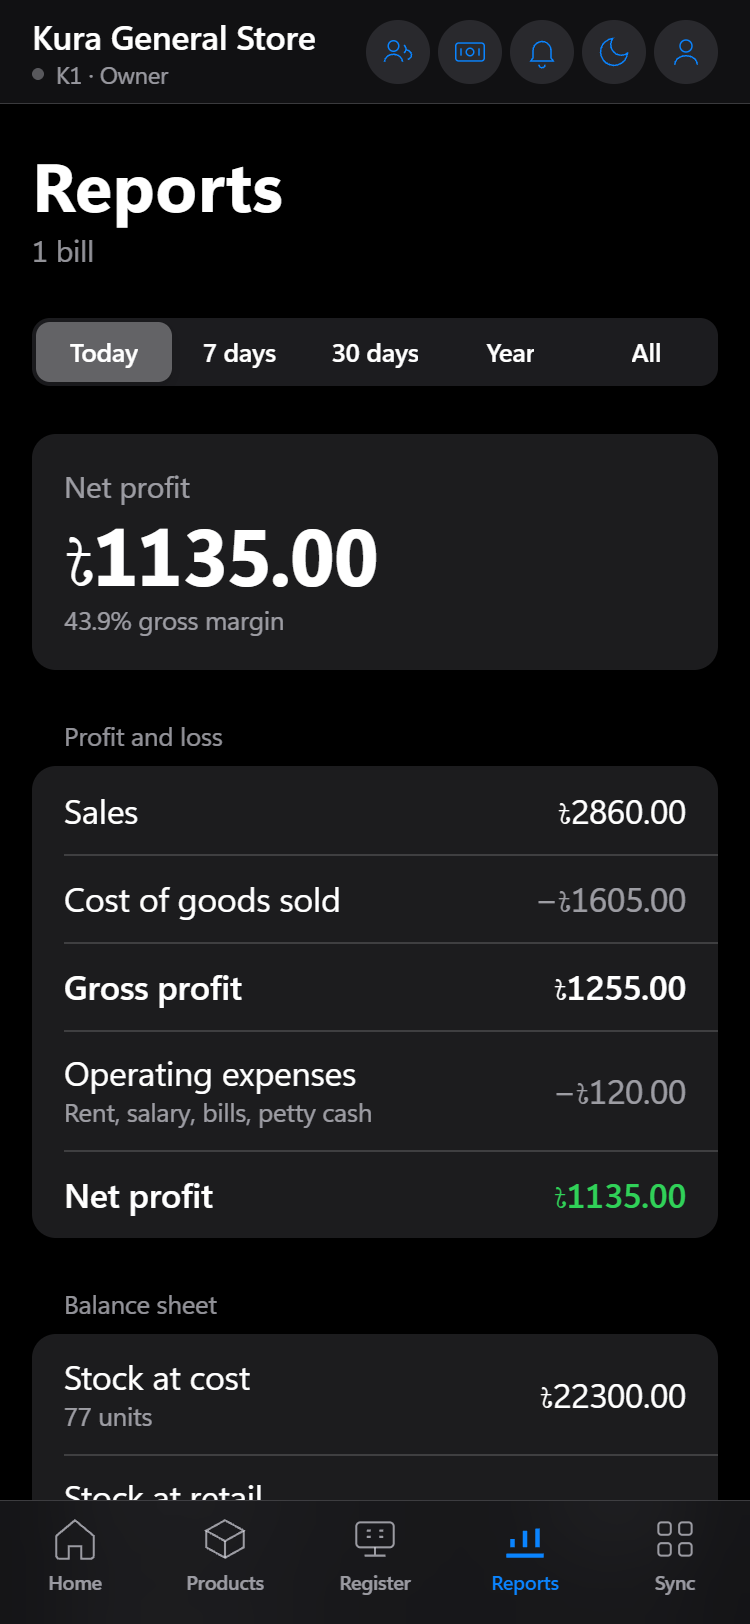 Kura General Store
K1 · Owner
Reports
1 bill
Today 7 days 30 days Year All
Net profit
৳1135.00
43.9% gross margin
Profit and loss
Sales ৳2860.00
Cost of goods sold −৳1605.00
Gross profit ৳1255.00
Operating expenses −৳120.00
Rent, salary, bills, petty cash
Net profit ৳1135.00
Balance sheet
Stock at cost ৳22300.00
77 units
Stock at retail
Home Products Register Reports Sync